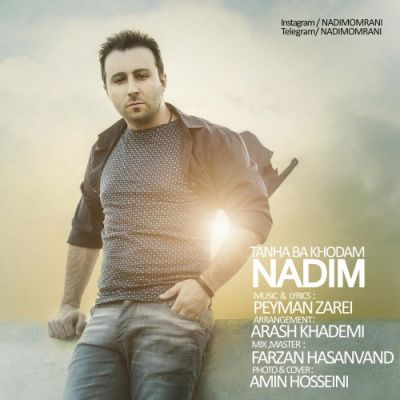 Instagram / NADIMOMRANI
Telegram/ NADIMOMRANI
TANHA BA KHODAM
NADIM
MUSIC & LYRICS :
PEYMAN ZAREI
ARRANGEMENT:
ARASH KHADEMI
MIX,MASTER :
FARZAN HASANVAND
PHOTO & COVER :
AMIN HOSSEINI